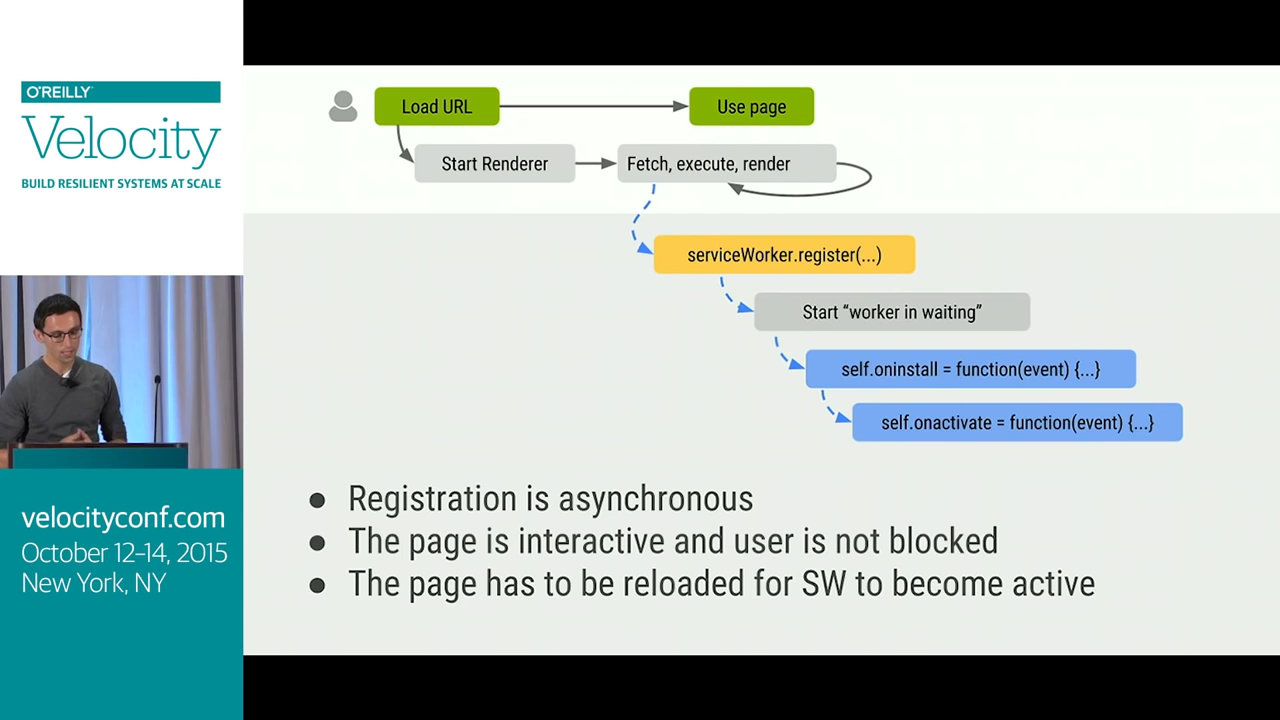 O'REILLY
Velocity
BUILD RESILIENT SYSTEMS AT SCALE
velocityconf.com
October 12–14, 2015
New York, NY
Load URL
Use page
Start Renderer
Fetch, execute, render
serviceWorker.register(...)
Start “worker in waiting”
self.oninstall = function(event) {...}
self.onactivate = function(event) {...}
● Registration is asynchronous
● The page is interactive and user is not blocked
● The page has to be reloaded for SW to become active